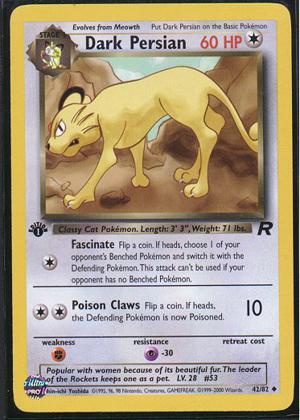 Evolves from Meowth Put Dark Persian on the Basic Pokémon
STAGE 1
Dark Persian 60 HP
Classy Cat Pokémon. Length: 3' 3", Weight: 71 lbs.
EDITION
1
R
Fascinate Flip a coin. If heads, choose 1 of your
opponent's Benched Pokémon and switch it with the
Defending Pokémon. This attack can't be used if your
opponent has no Benched Pokémon.
Poison Claws Flip a coin. If heads, 10
the Defending Pokémon is now Poisoned.
weakness resistance retreat cost
-30
Popular with women because of its beautiful fur. The leader
of the Rockets keeps one as a pet. LV. 28 #53
Ultra
PRO
hin-ichi Yoshida ©1995, 96, 98 Nintendo, Creatures, GAMEFREAK. ©1999-2000 Wizards. 42/82